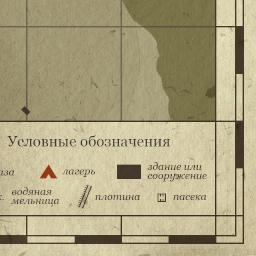 Условные обозначения
лагерь
здание или
сооружение
водяная
мельница
плотина
пасека